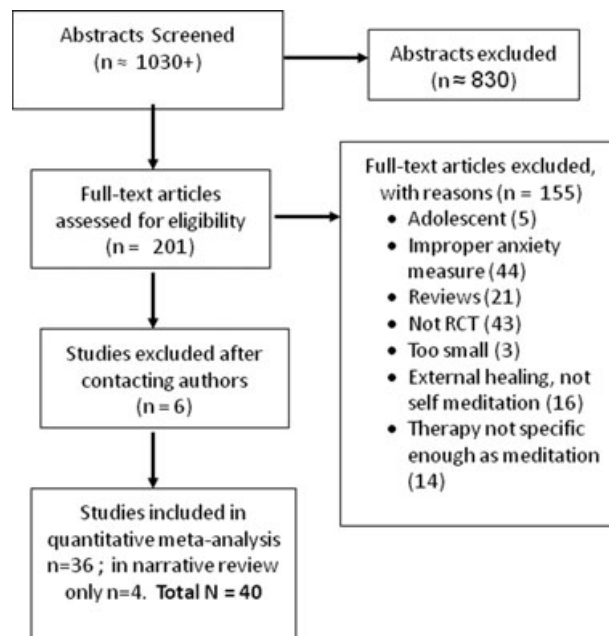 Abstracts Screened
(n ≈ 1030+)
Abstracts excluded
(n ≈ 830)
Full-text articles
assessed for eligibility
(n = 201)
Full-text articles excluded,
with reasons (n = 155)
• Adolescent (5)
• Improper anxiety
measure (44)
• Reviews (21)
• Not RCT (43)
• Too small (3)
• External healing, not
self meditation (16)
• Therapy not specific
enough as meditation
(14)
Studies excluded after
contacting authors
(n = 6)
Studies included in
quantitative meta-analysis
n=36 ; in narrative review
only n=4. Total N = 40